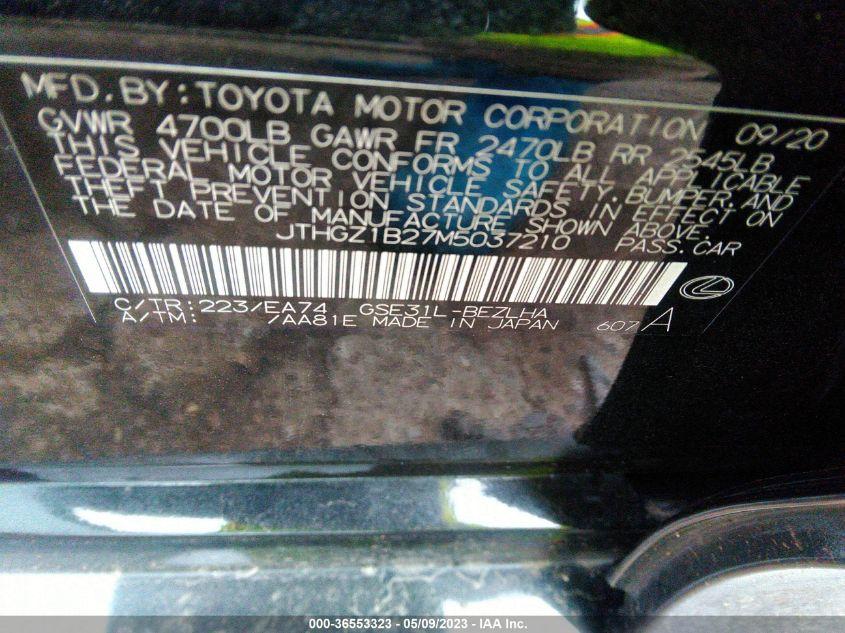 MFD. BY: TOYOTA MOTOR CORPORATION 09/20
GVWR 4700LB GAWR FR 2470LB RR 2545LB
THIS VEHICLE CONFORMS TO ALL APPLICABLE
FEDERAL MOTOR VEHICLE SAFETY, BUMPER, AND
THEFT PREVENTION STANDARDS IN EFFECT ON
THE DATE OF MANUFACTURE SHOWN ABOVE.
JTHGZ1B27M5037210 PASS. CAR
C/TR: 223/EA74 GSE31L-BEZLHA
A/TM: /AA81E MADE IN JAPAN 607 A
000-36553323 - 05/09/2023 - IAA Inc.